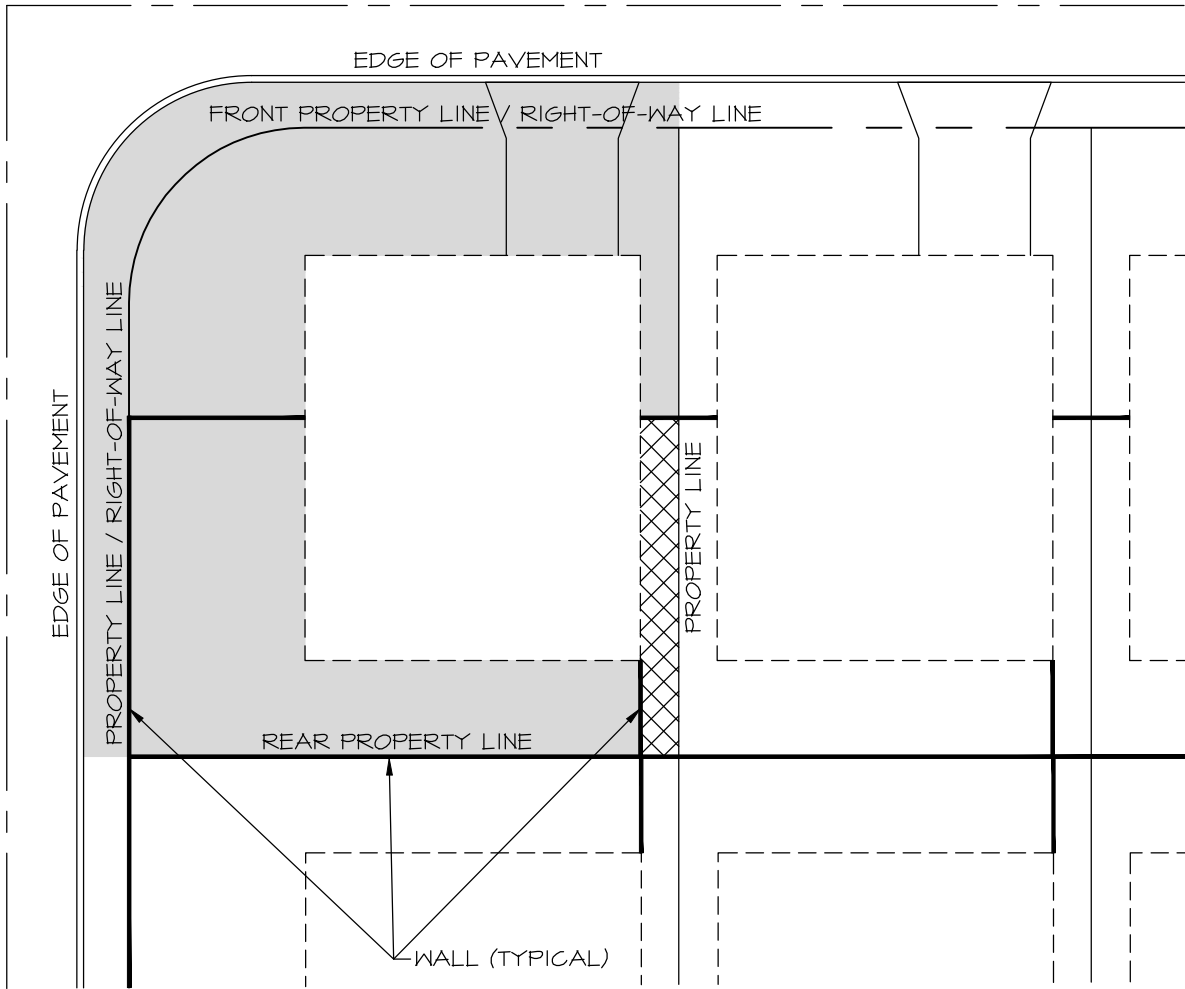 EDGE OF PAVEMENT
FRONT PROPERTY LINE / RIGHT-OF-WAY LINE
PROPERTY LINE / RIGHT-OF-WAY LINE
EDGE OF PAVEMENT
PROPERTY LINE
REAR PROPERTY LINE
WALL (TYPICAL)